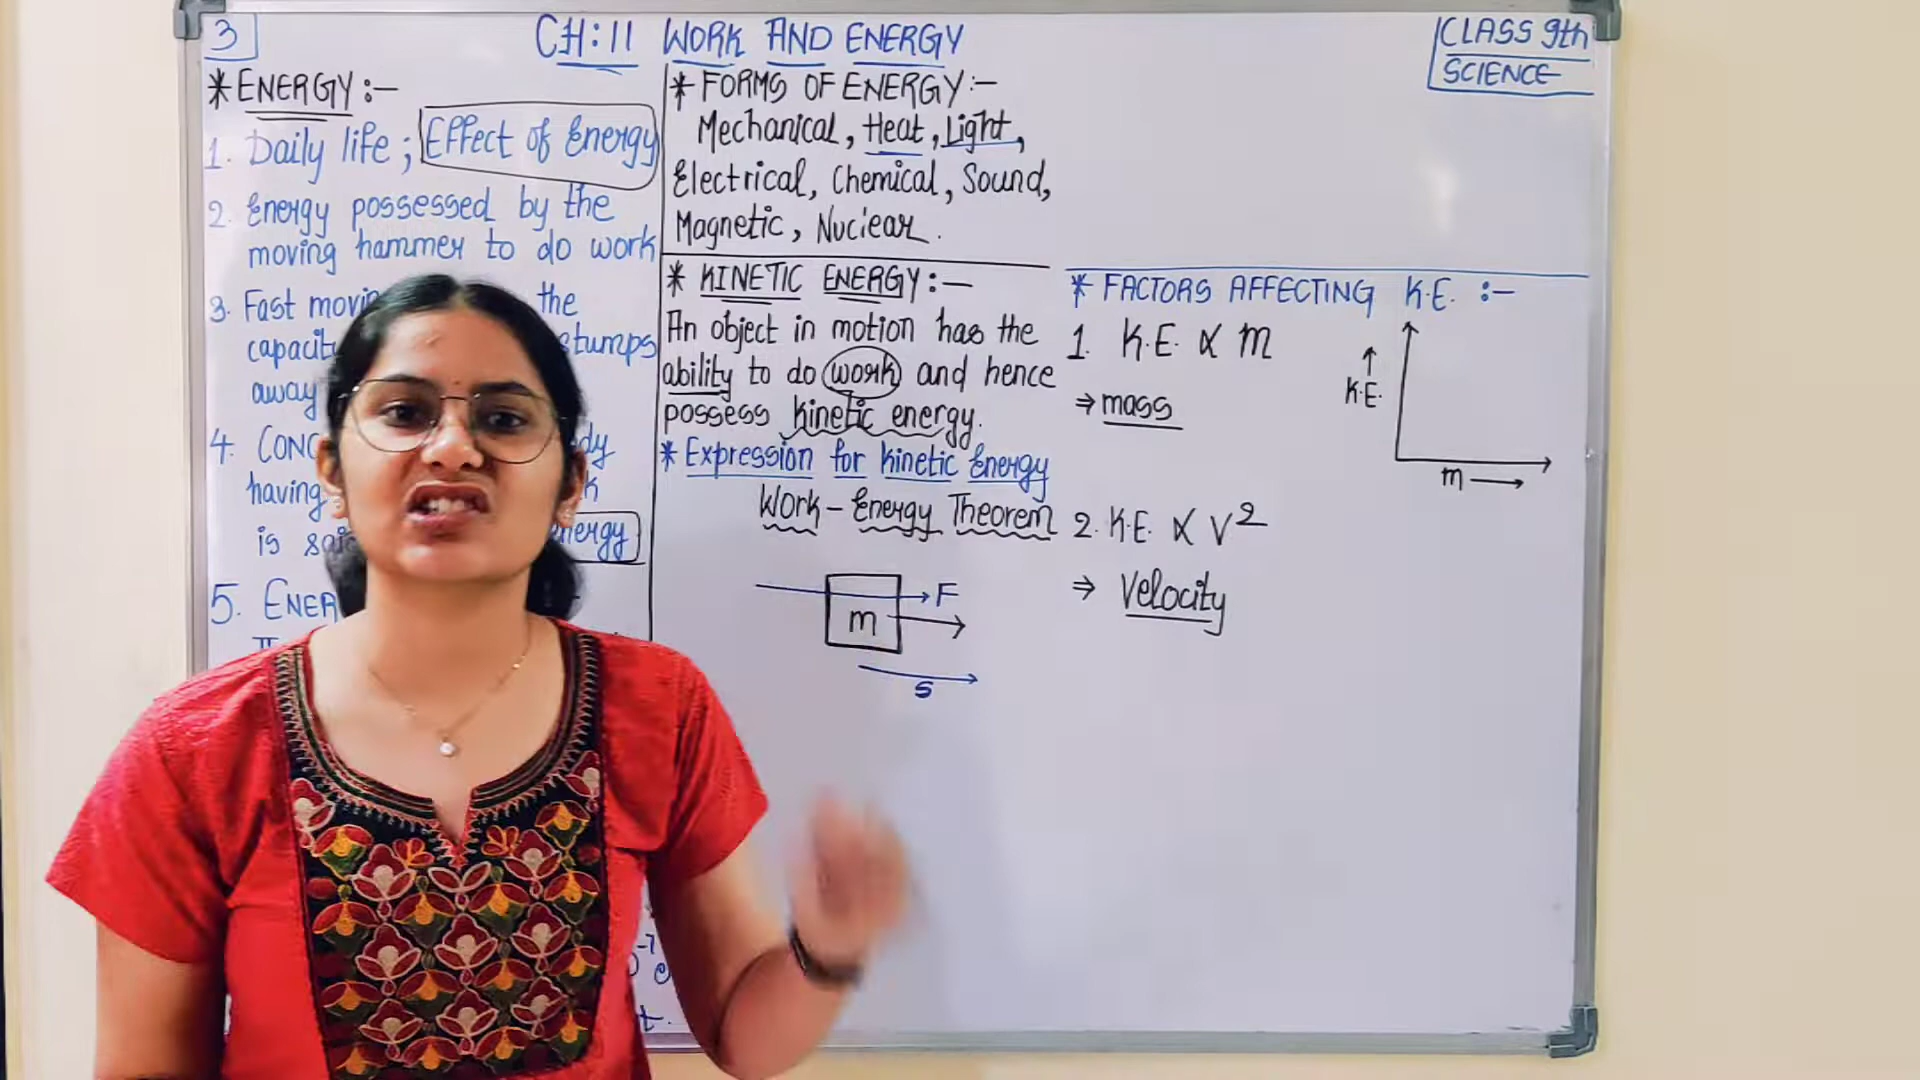 3
CH:11 WORK AND ENERGY
CLASS 9th
SCIENCE
* ENERGY :-
1. Daily life ; Effect of Energy
2. Energy possessed by the
moving hammer to do work
3. Fast movi the
capacit stumps
away
4. CONC dy
having k
is sai energy
5. ENER
* FORMS OF ENERGY :-
Mechanical, Heat, Light,
Electrical, Chemical, Sound,
Magnetic, Nuclear.
* KINETIC ENERGY :-
An object in motion has the
ability to do work and hence
possess kinetic energy.
* Expression for kinetic Energy
Work - Energy Theorem
F
m
s
* FACTORS AFFECTING K.E. :-
1. K.E. ∝ m
⇒ mass
K.E.
m
2. K.E. ∝ v²
⇒ Velocity